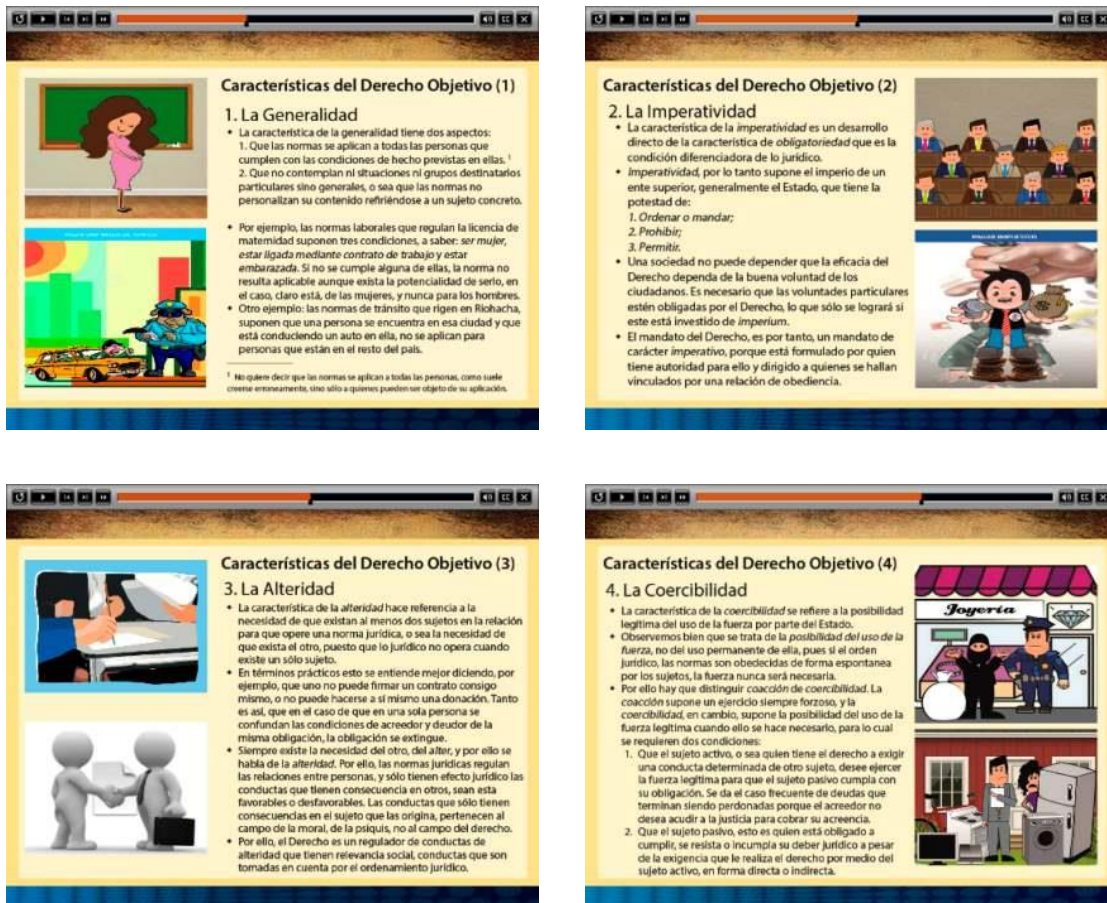 Características del Derecho Objetivo (1)
1. La Generalidad
• La característica de la generalidad tiene dos aspectos:
1. Que las normas se aplican a todas las personas que
cumplen con las condiciones de hecho previstas en ellas. 1
2. Que no contemplan ni situaciones ni grupos destinatarios
particulares sino generales, o sea que las normas no
personalizan su contenido refiriéndose a un sujeto concreto.
• Por ejemplo, las normas laborales que regulan la licencia de
maternidad suponen tres condiciones, a saber: ser mujer,
estar ligada mediante contrato de trabajo y estar
embarazada. Si no se cumple alguna de ellas, la norma no
resulta aplicable aunque exista la potencialidad de serlo, en
el caso, claro está, de las mujeres, y nunca para los hombres.
• Otro ejemplo: las normas de tránsito que rigen en Riohacha,
suponen que una persona se encuentra en esa ciudad y que
está conduciendo un auto en ella, no se aplican para
personas que están en el resto del país.
1 No quiere decir que las normas se aplican a todas las personas, como suele
creerse erroneamente, sino sólo a quienes pueden ser objeto de su aplicación.
Características del Derecho Objetivo (2)
2. La Imperatividad
• La característica de la imperatividad es un desarrollo
directo de la característica de obligatoriedad que es la
condición diferenciadora de lo jurídico.
• Imperatividad, por lo tanto supone el imperio de un
ente superior, generalmente el Estado, que tiene la
potestad de:
1. Ordenar o mandar;
2. Prohibir;
3. Permitir.
• Una sociedad no puede depender que la eficacia del
Derecho dependa de la buena voluntad de los
ciudadanos. Es necesario que las voluntades particulares
estén obligadas por el Derecho, lo que sólo se logrará si
este está investido de imperium.
• El mandato del Derecho, es por tanto, un mandato de
carácter imperativo, porque está formulado por quien
tiene autoridad para ello y dirigido a quienes se hallan
vinculados por una relación de obediencia.
Características del Derecho Objetivo (3)
3. La Alteridad
• La característica de la alteridad hace referencia a la
necesidad de que existan al menos dos sujetos en la relación
para que opere una norma jurídica, o sea la necesidad de
que exista el otro, puesto que lo jurídico no opera cuando
existe un sólo sujeto.
• En términos prácticos esto se entiende mejor diciendo, por
ejemplo, que uno no puede firmar un contrato consigo
mismo, o no puede hacerse a sí mismo una donación. Tanto
es así, que en el caso de que en una sola persona se
confundan las condiciones de acreedor y deudor de la
misma obligación, la obligación se extingue.
• Siempre existe la necesidad del otro, del alter, y por ello se
habla de la alteridad. Por ello, las normas jurídicas regulan
las relaciones entre personas, y sólo tienen efecto jurídico las
conductas que tienen consecuencia en otros, sean esta
favorables o desfavorables. Las conductas que sólo tienen
consecuencias en el sujeto que las origina, pertenecen al
campo de la moral, de la psiquis, no al campo del derecho.
• Por ello, el Derecho es un regulador de conductas de
alteridad que tienen relevancia social, conductas que son
tomadas en cuenta por el ordenamiento jurídico.
Características del Derecho Objetivo (4)
4. La Coercibilidad
• La característica de la coercibilidad se refiere a la posibilidad
legítima del uso de la fuerza por parte del Estado.
• Observemos bien que se trata de la posibilidad del uso de la
fuerza, no del uso permanente de ella, pues si el orden
jurídico, las normas son obedecidas de forma espontanea
por los sujetos, la fuerza nunca será necesaria.
• Por ello hay que distinguir coacción de coercibilidad. La
coacción supone un ejercicio siempre forzoso, y la
coercibilidad, en cambio, supone la posibilidad del uso de la
fuerza legítima cuando ello se hace necesario, para lo cual
se requieren dos condiciones:
1. Que el sujeto activo, o sea quien tiene el derecho a exigir
una conducta determinada de otro sujeto, desee ejercer
la fuerza legítima para que el sujeto pasivo cumpla con
su obligación. Se da el caso frecuente de deudas que
terminan siendo perdonadas porque el acreedor no
desea acudir a la justicia para cobrar su acreencia.
2. Que el sujeto pasivo, esto es quien está obligado a
cumplir, se resista o incumpla su deber jurídico a pesar
de la exigencia que le realiza el derecho por medio del
sujeto activo, en forma directa o indirecta.
Joyería